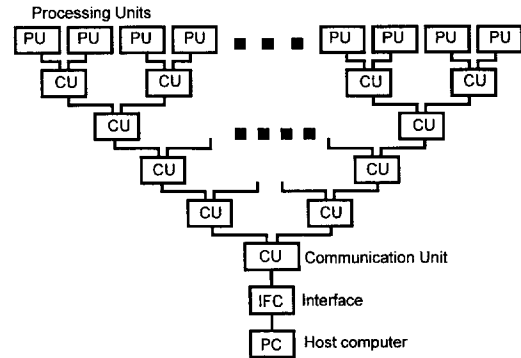 Processing Units
PU PU PU PU PU PU PU PU
CU CU CU CU
CU CU
CU CU
CU CU
CU Communication Unit
IFC Interface
PC Host computer